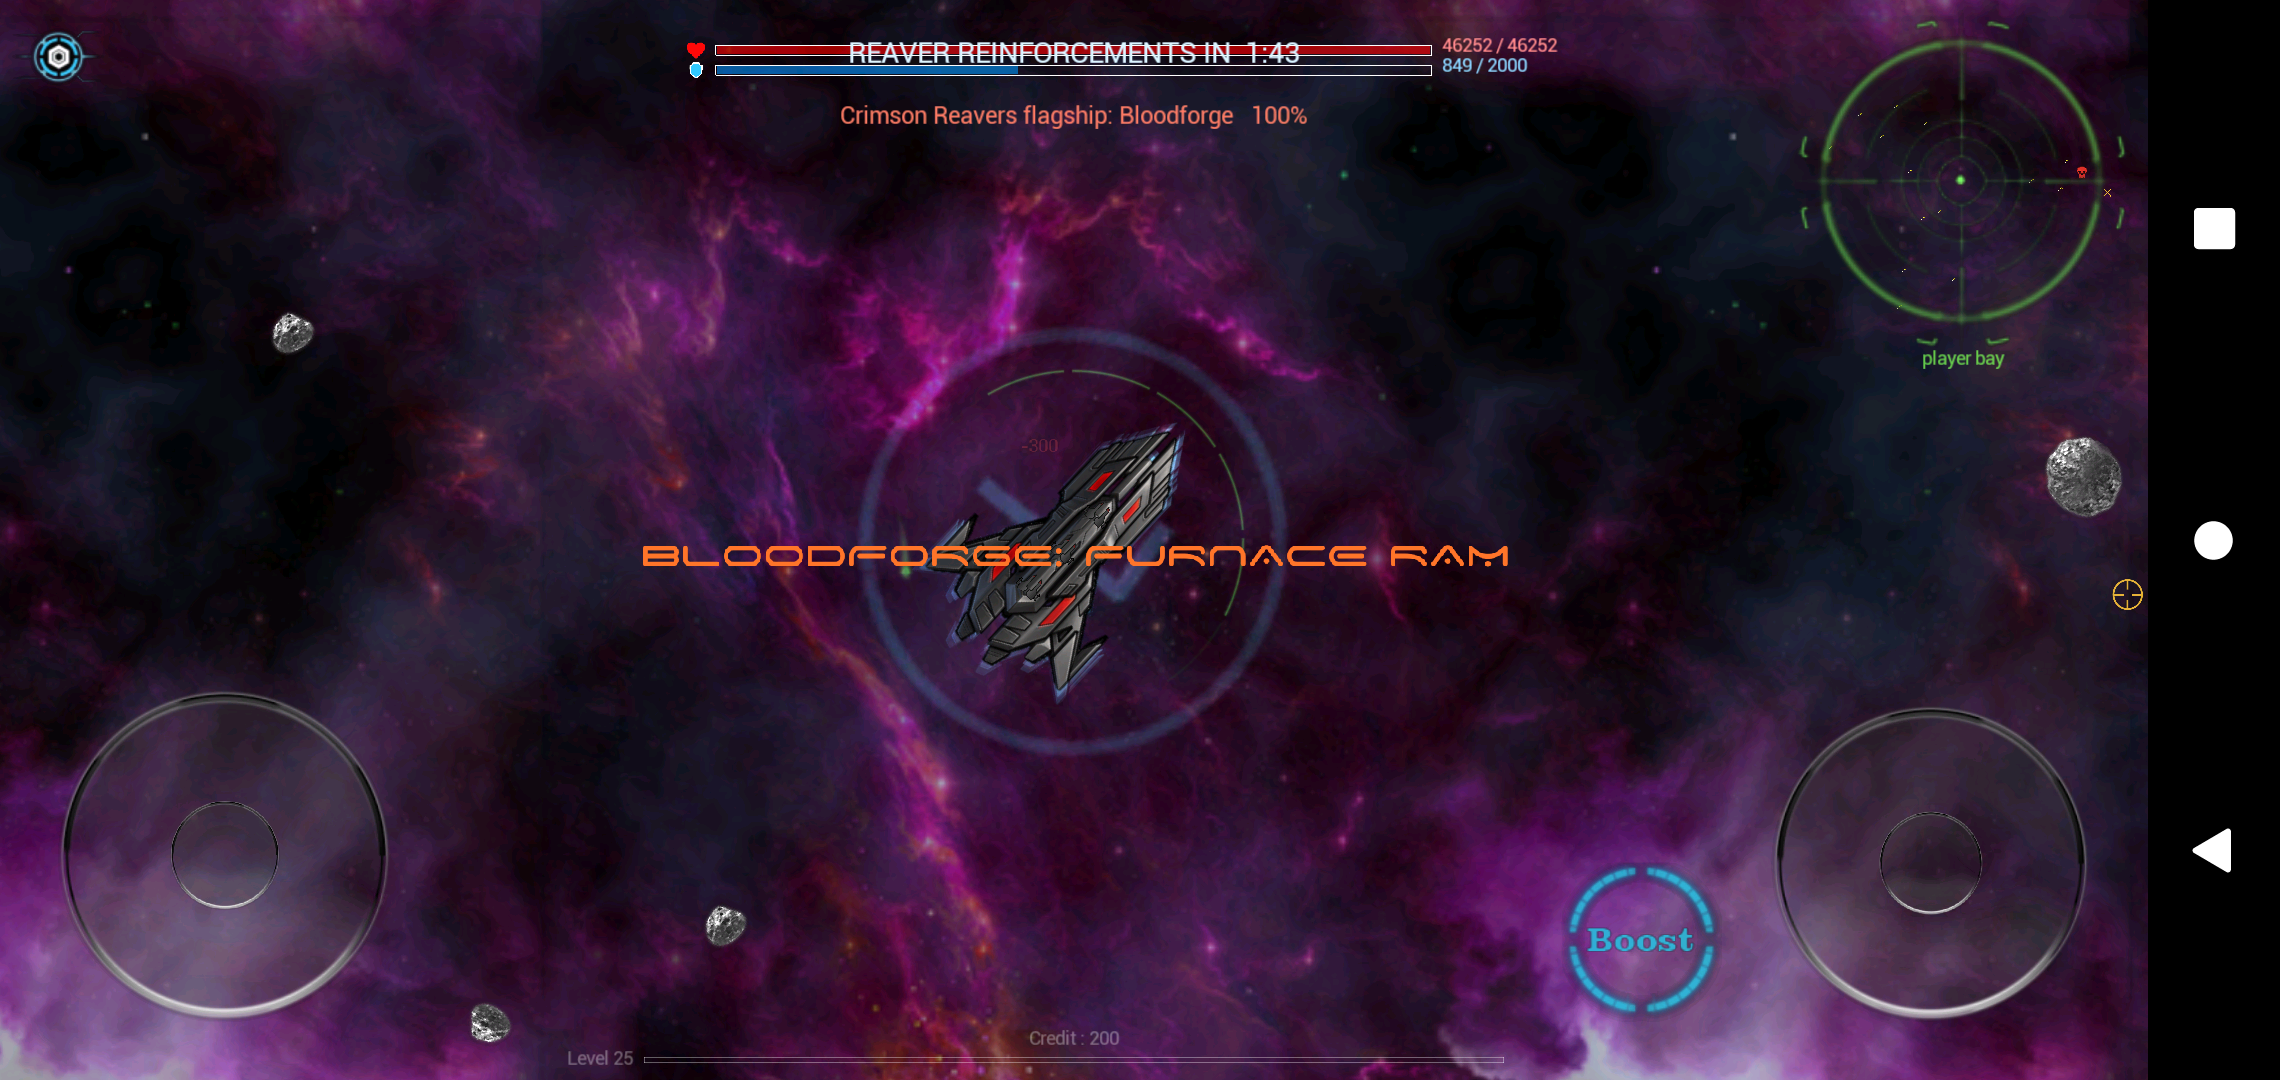 REAVER REINFORCEMENTS IN 1:43
46252 / 46252
849 / 2000
Crimson Reavers flagship: Bloodforge 100%
player bay
-300
BLOODFORGE: FURNACE RAM
Boost
Credit : 200
Level 25